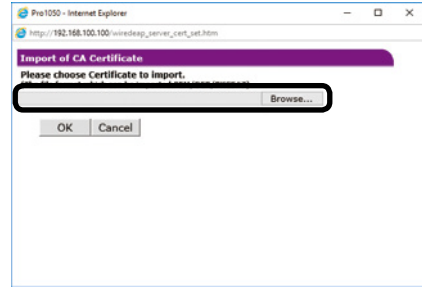 Pro1050 - Internet Explorer
http://192.168.100.100/wiredeap_server_cert_set.htm
Import of CA Certificate
Please choose Certificate to import.
Browse...
OK Cancel